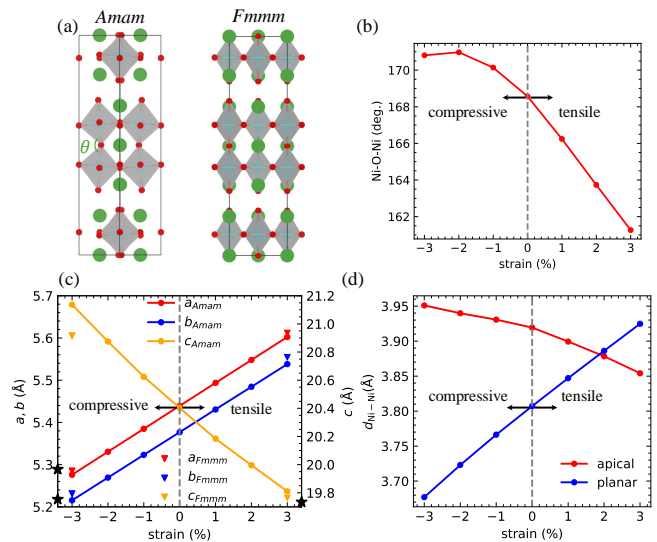 (a) Amam Fmmm
θ
(b)
170
168
166
164
162
Ni-O-Ni (deg.)
compressive tensile
−3 −2 −1 0 1 2 3
strain (%)
(c)
5.7
5.6
5.5
5.4
5.3
5.2
a, b (Å)
a_Amam
b_Amam
c_Amam
compressive tensile
a_Fmmm
b_Fmmm
c_Fmmm
21.2
21.0
20.8
20.6
20.4
20.2
20.0
19.8
c (Å)
−3 −2 −1 0 1 2 3
strain (%)
(d)
3.95
3.90
3.85
3.80
3.75
3.70
d_Ni−Ni(Å)
compressive tensile
apical
planar
−3 −2 −1 0 1 2 3
strain (%)